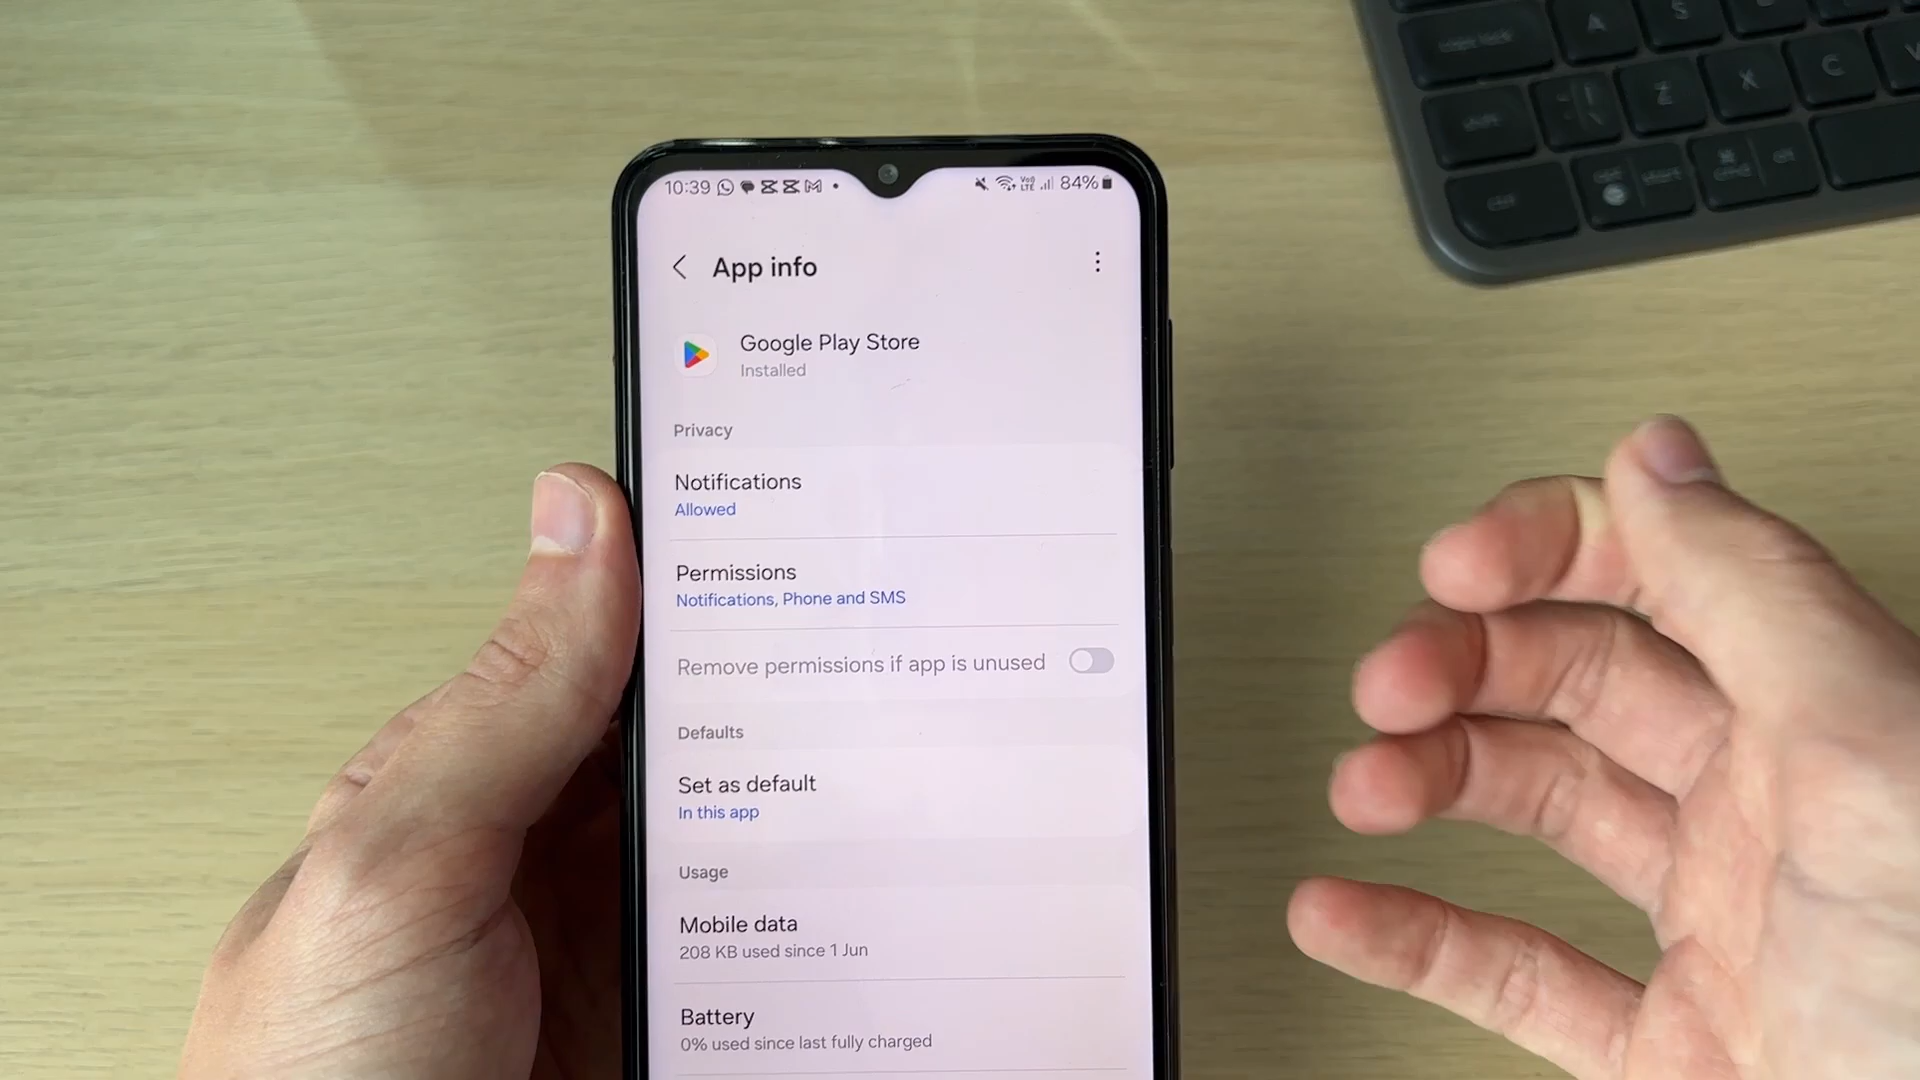 10:39
84%
App info
Google Play Store
Installed
Privacy
Notifications
Allowed
Permissions
Notifications, Phone and SMS
Remove permissions if app is unused
Defaults
Set as default
In this app
Usage
Mobile data
208 KB used since 1 Jun
Battery
0% used since last fully charged
A
S
Z
X
C